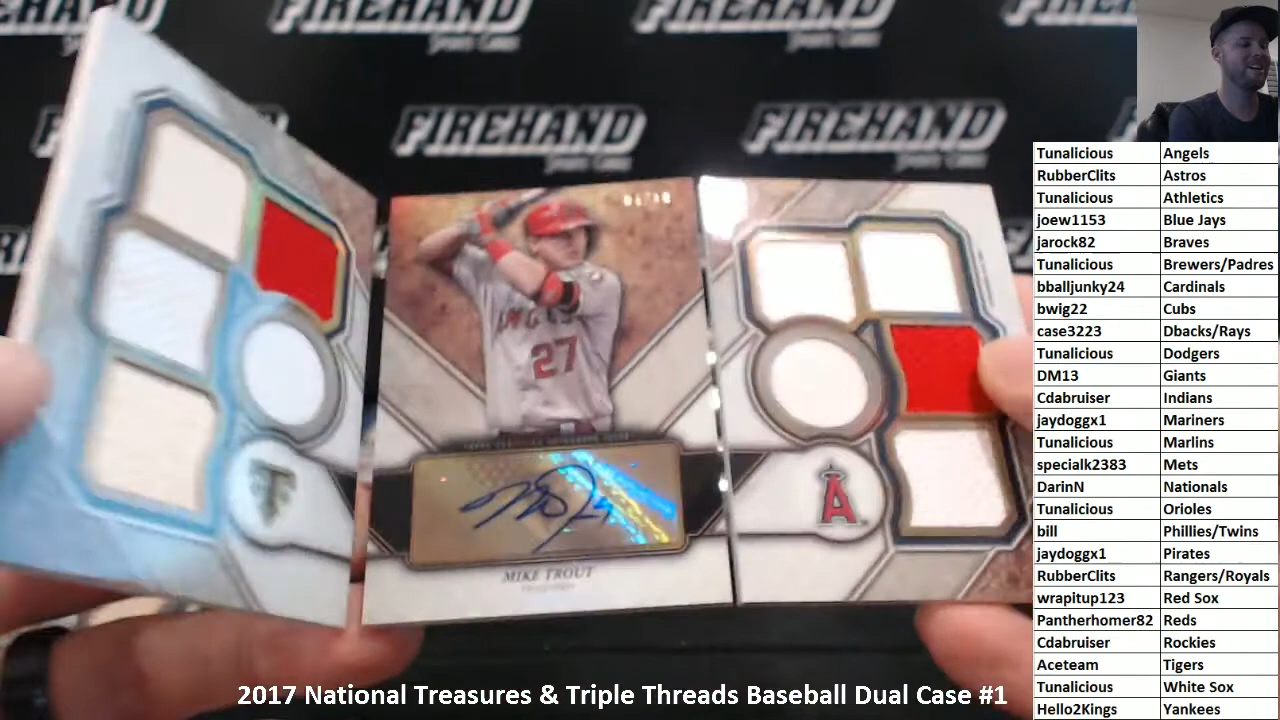 FIREHAND
FIREHAND
FIREHAND
FIREHAND
SPORTS CARDS
FIREHAND
SPORTS CARDS
27
MIKE TROUT
A
Tunalicious Angels
RubberClits Astros
Tunalicious Athletics
joew1153 Blue Jays
jarock82 Braves
Tunalicious Brewers/Padres
bballjunky24 Cardinals
bwig22 Cubs
case3223 Dbacks/Rays
Tunalicious Dodgers
DM13 Giants
Cdabruiser Indians
jaydoggx1 Mariners
Tunalicious Marlins
specialk2383 Mets
DarinN Nationals
Tunalicious Orioles
bill Phillies/Twins
jaydoggx1 Pirates
RubberClits Rangers/Royals
wrapitup123 Red Sox
Pantherhomer82 Reds
Cdabruiser Rockies
Aceteam Tigers
Tunalicious White Sox
Hello2Kings Yankees
2017 National Treasures & Triple Threads Baseball Dual Case #1